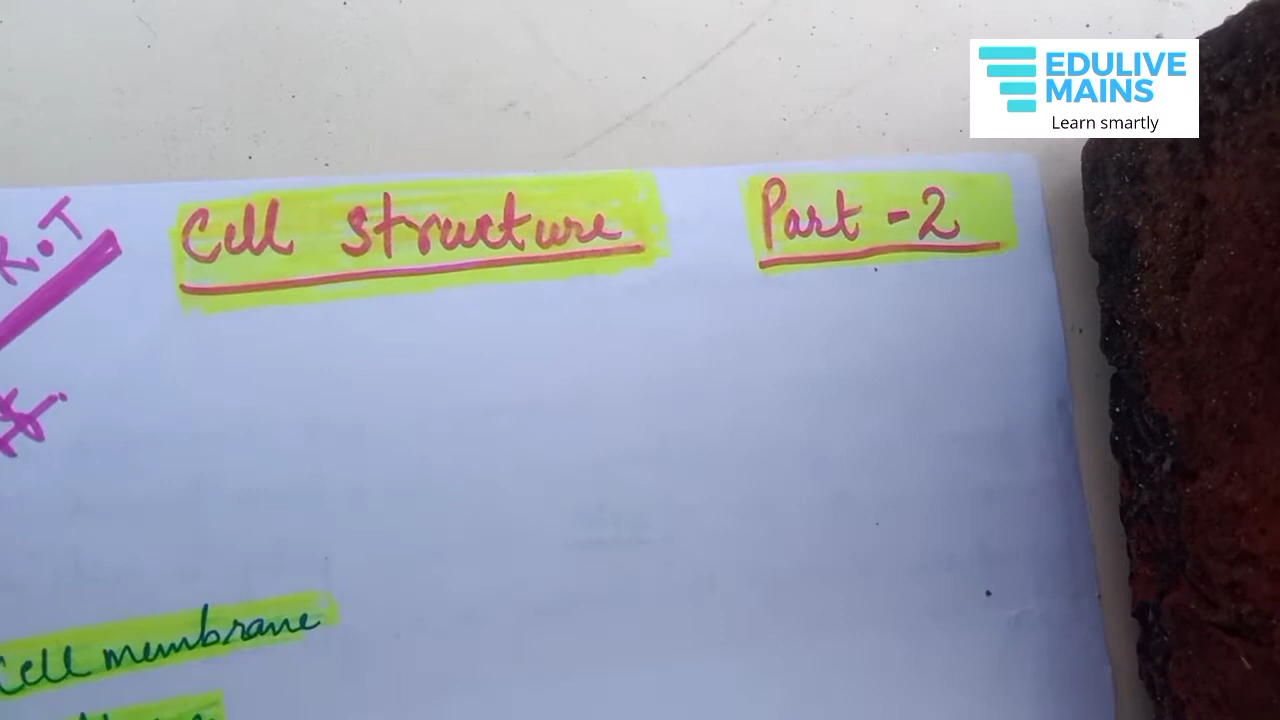 EDULIVE
MAINS
Learn smartly
R.T
Cell structure Part - 2
Cell membrane